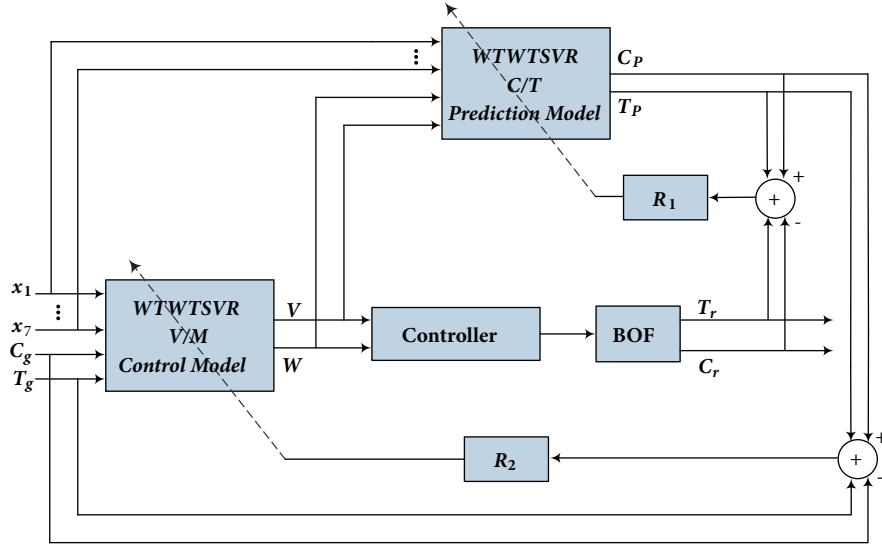 WTWTSVR
C/T
Prediction Model
C_P
T_P
...
R_1
+
+
-
x_1
...
x_7
C_g
T_g
WTWTSVR
V/M
Control Model
V
W
Controller
BOF
T_r
C_r
R_2
+
+
-